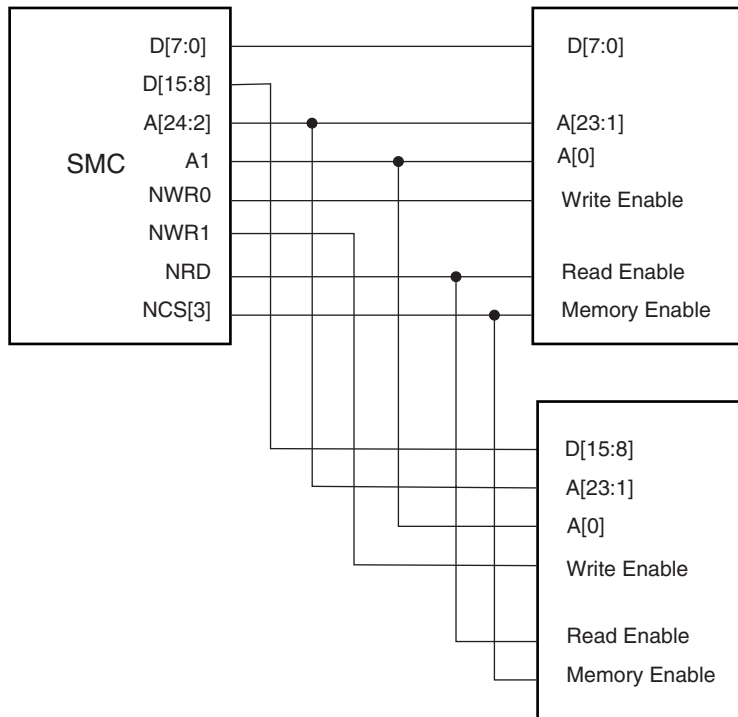 SMC
D[7:0]
D[15:8]
A[24:2]
A1
NWR0
NWR1
NRD
NCS[3]
D[7:0]
A[23:1]
A[0]
Write Enable
Read Enable
Memory Enable
D[15:8]
A[23:1]
A[0]
Write Enable
Read Enable
Memory Enable